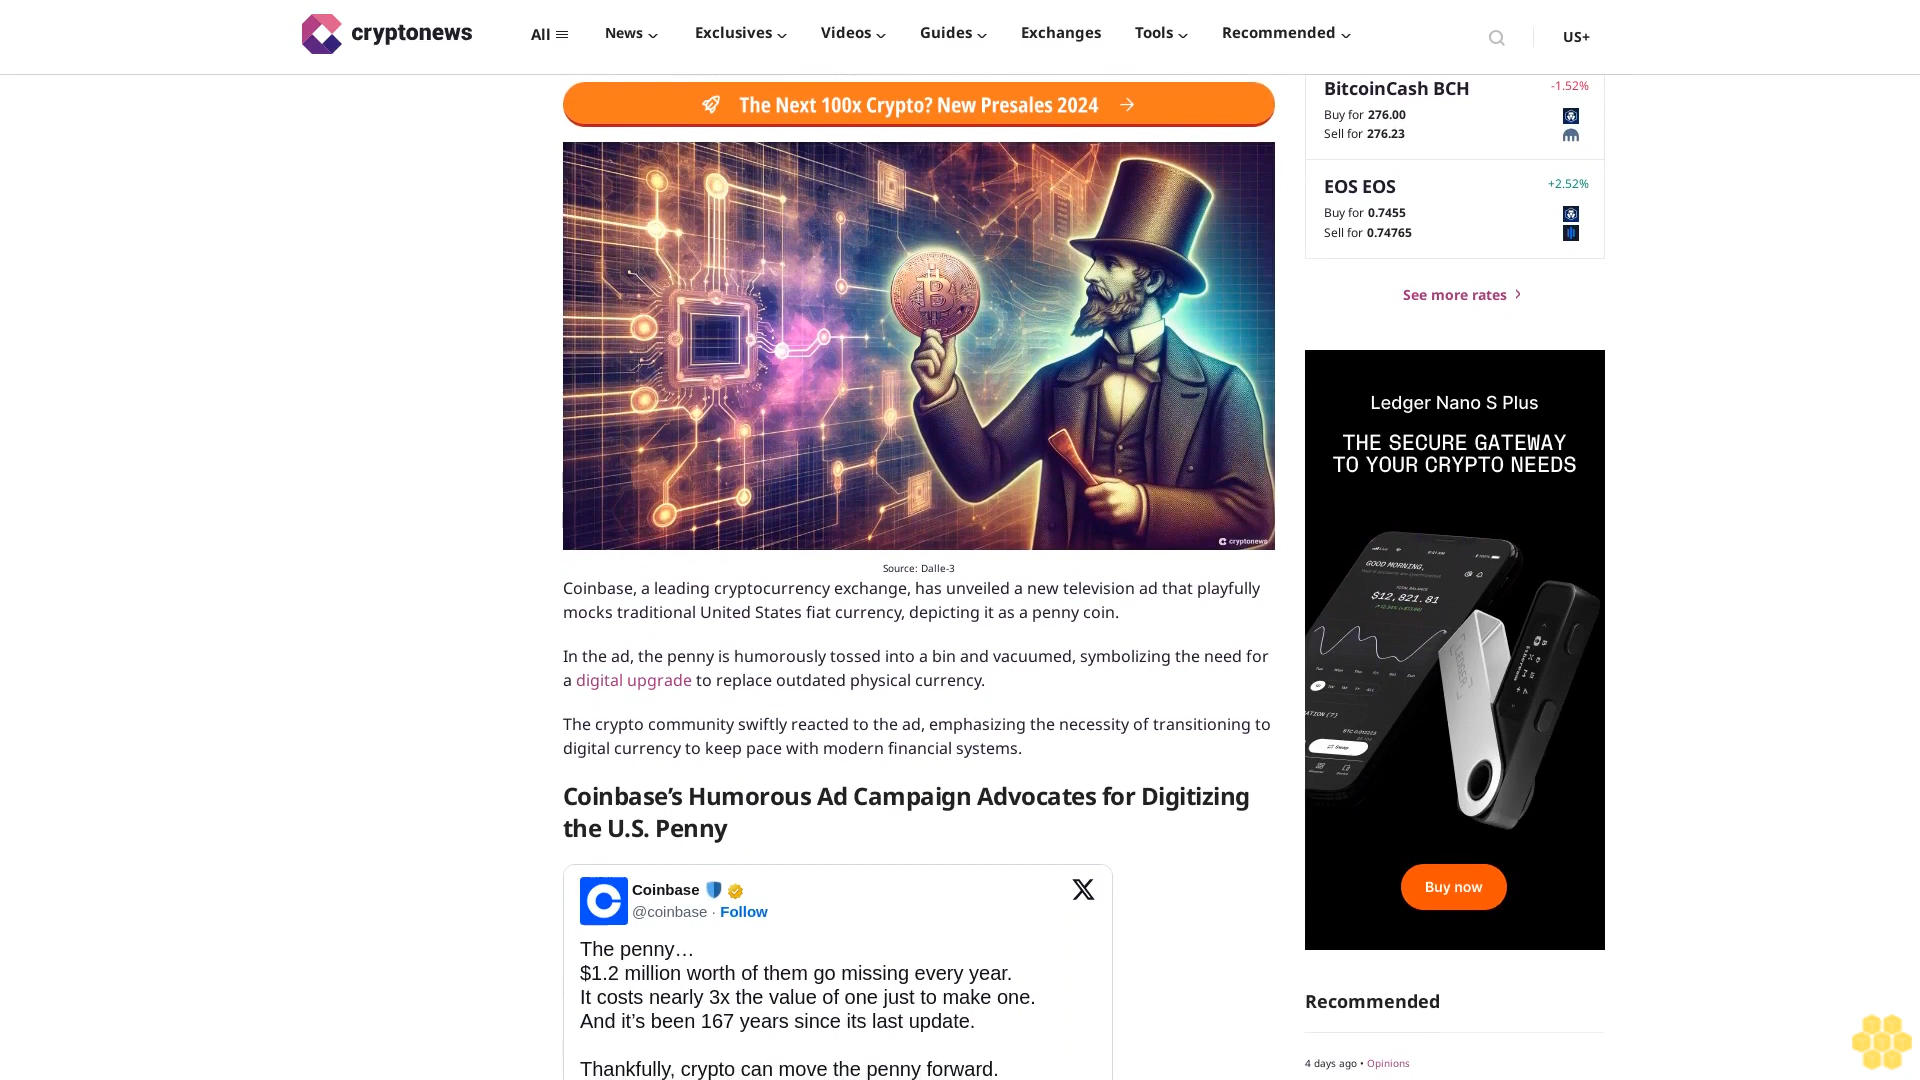 cryptonews
All
News
Exclusives
Videos
Guides
Exchanges
Tools
Recommended
US+
The Next 100x Crypto? New Presales 2024
cryptonews
Source: Dalle-3
Coinbase, a leading cryptocurrency exchange, has unveiled a new television ad that playfully
mocks traditional United States fiat currency, depicting it as a penny coin.
In the ad, the penny is humorously tossed into a bin and vacuumed, symbolizing the need for
a digital upgrade to replace outdated physical currency.
The crypto community swiftly reacted to the ad, emphasizing the necessity of transitioning to
digital currency to keep pace with modern financial systems.
Coinbase’s Humorous Ad Campaign Advocates for Digitizing
the U.S. Penny
Coinbase
@coinbase · Follow
The penny…
$1.2 million worth of them go missing every year.
It costs nearly 3x the value of one just to make one.
And it’s been 167 years since its last update.
Thankfully, crypto can move the penny forward.
BitcoinCash BCH
-1.52%
Buy for 276.00
Sell for 276.23
EOS EOS
+2.52%
Buy for 0.7455
Sell for 0.74765
See more rates
Ledger Nano S Plus
THE SECURE GATEWAY
TO YOUR CRYPTO NEEDS
GOOD MORNING,
$12,821.81
LEDGER
Swap
Buy now
Recommended
4 days ago • Opinions